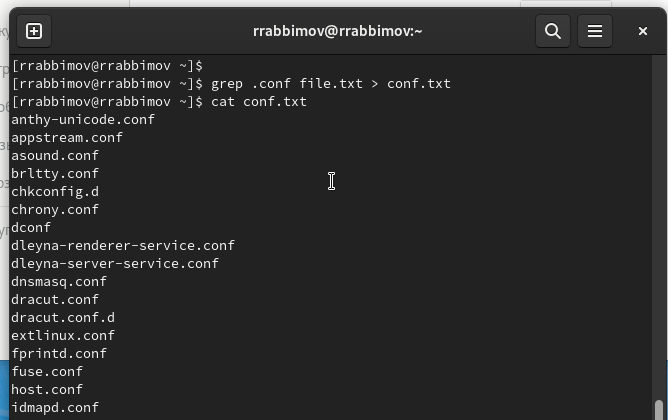 rrabbimov@rrabbimov:~
[rrabbimov@rrabbimov ~]$
[rrabbimov@rrabbimov ~]$ grep .conf file.txt > conf.txt
[rrabbimov@rrabbimov ~]$ cat conf.txt
anthy-unicode.conf
appstream.conf
asound.conf
brltty.conf
chkconfig.d
chrony.conf
dconf
dleyna-renderer-service.conf
dleyna-server-service.conf
dnsmasq.conf
dracut.conf
dracut.conf.d
extlinux.conf
fprintd.conf
fuse.conf
host.conf
idmapd.conf